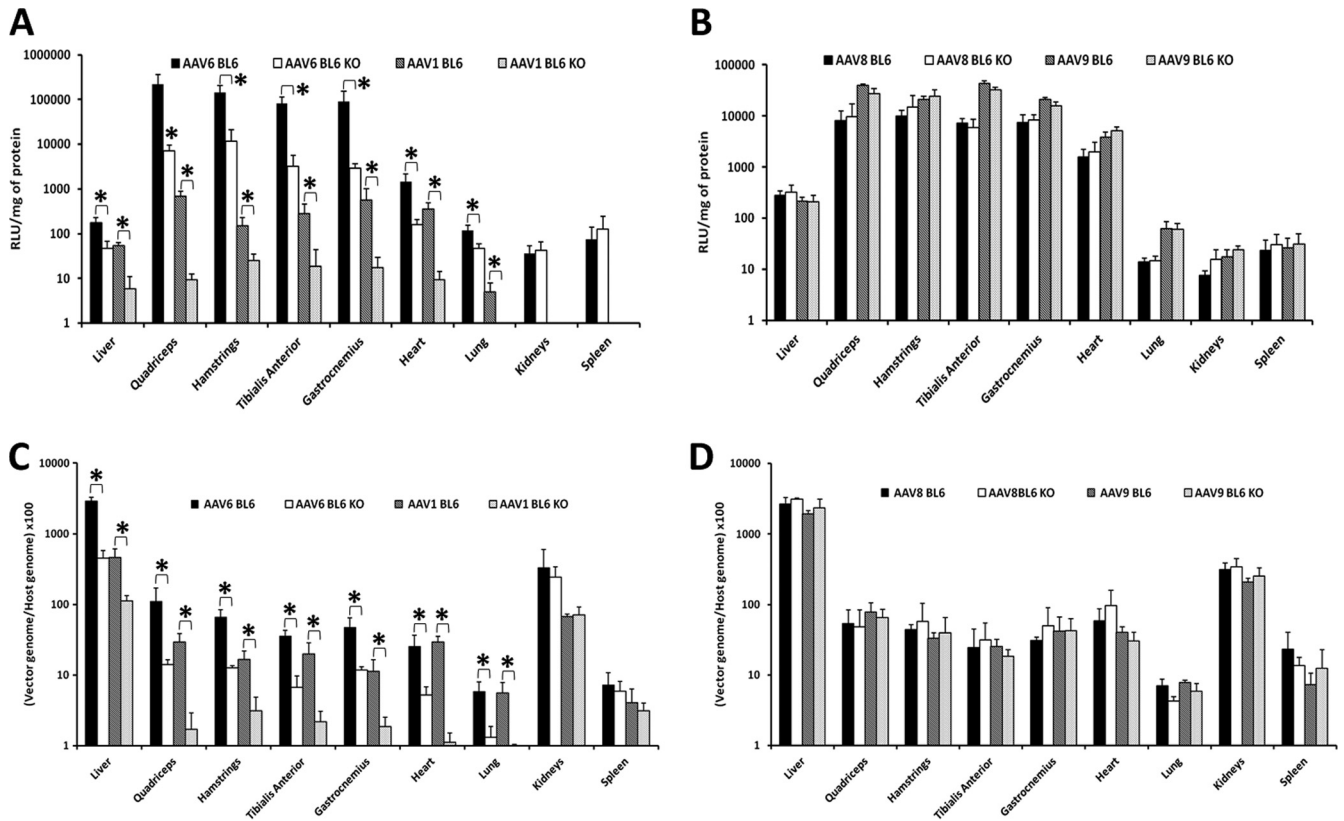 A
1000000
100000
10000
1000
100
10
1
RLU/mg of protein
AAV6 BL6 AAV6 BL6 KO AAV1 BL6 AAV1 BL6 KO
* * * * * * * * * * * * * *
Liver Quadriceps Hamstrings Tibialis Anterior Gastrocnemius Heart Lung Kidneys Spleen
B
1000000
100000
10000
1000
100
10
1
RLU/mg of protein
AAV8 BL6 AAV8 BL6 KO AAV9 BL6 AAV9 BL6 KO
Liver Quadriceps Hamstrings Tibialis Anterior Gastrocnemius Heart Lung Kidneys Spleen
C
10000
1000
100
10
1
(Vector genome/Host genome) x100
AAV6 BL6 AAV6 BL6 KO AAV1 BL6 AAV1 BL6 KO
* * * * * * * * * * * * * *
Liver Quadriceps Hamstrings Tibialis Anterior Gastrocnemius Heart Lung Kidneys Spleen
D
10000
1000
100
10
1
(Vector genome/Host genome) x100
AAV8 BL6 AAV8BL6 KO AAV9 BL6 AAV9 BL6 KO
Liver Quadriceps Hamstrings Tibialis Anterior Gastrocnemius Heart Lung Kidneys Spleen